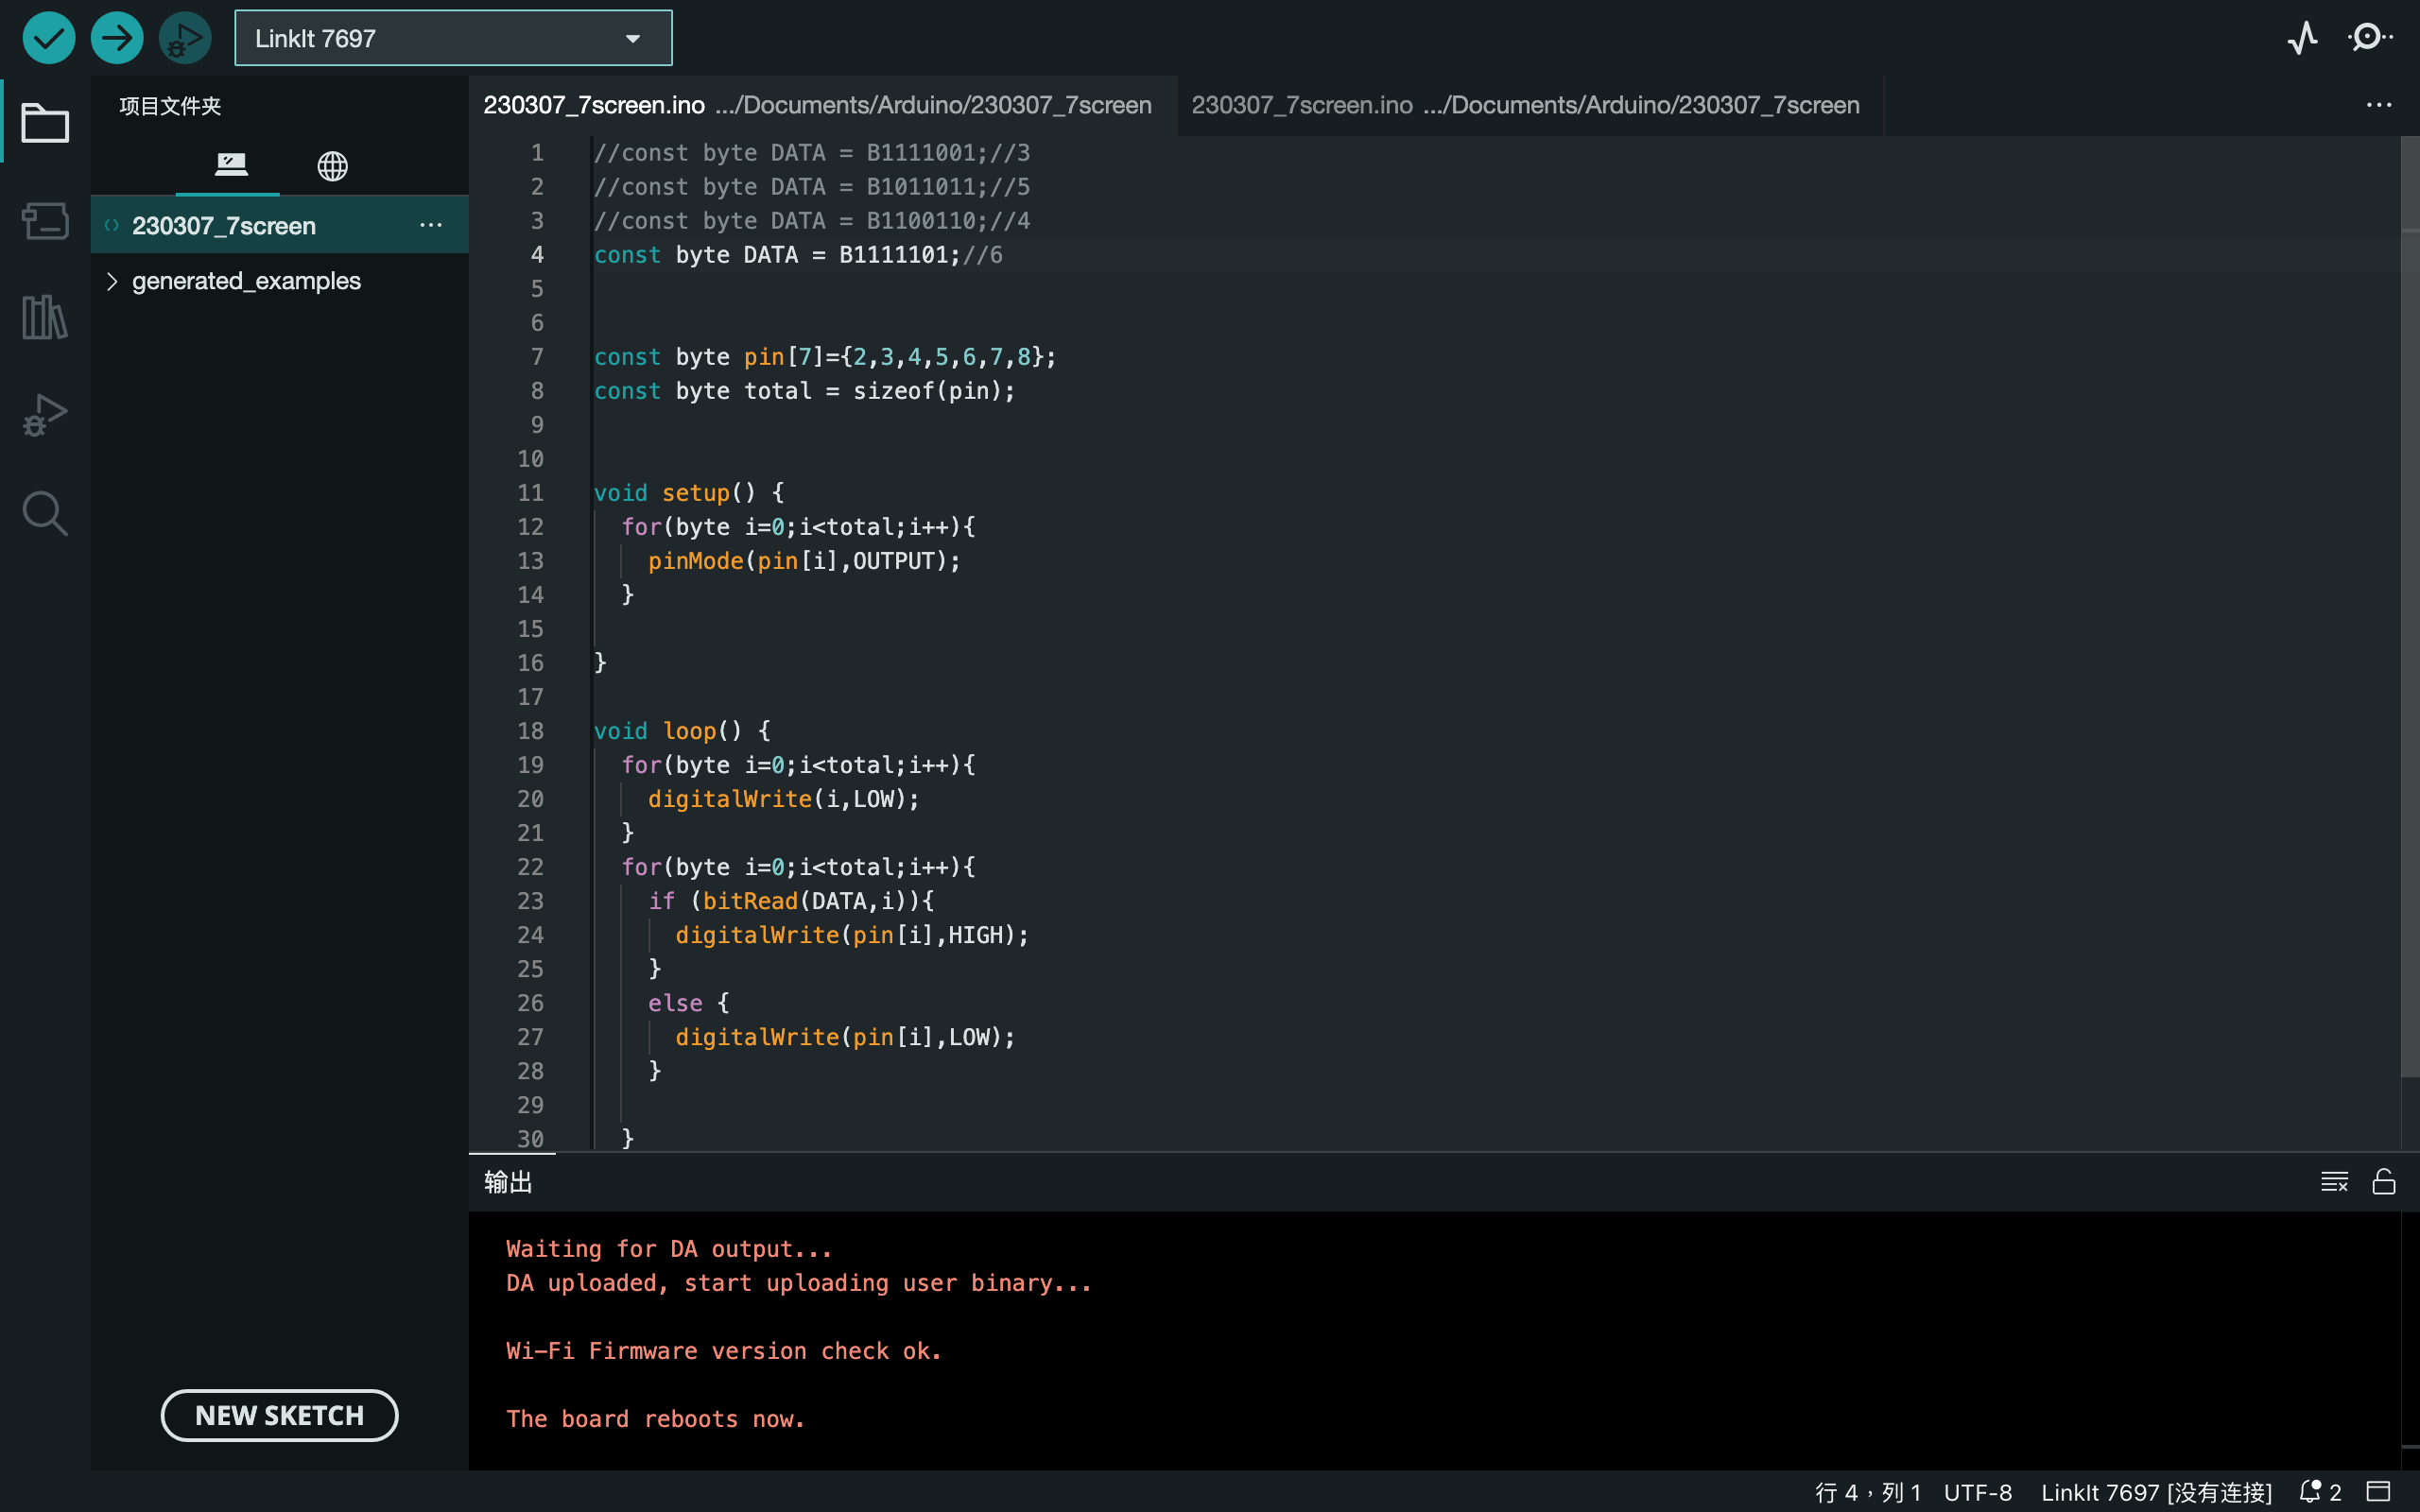 LinkIt 7697
项目文件夹
230307_7screen
generated_examples
NEW SKETCH
230307_7screen.ino .../Documents/Arduino/230307_7screen
230307_7screen.ino .../Documents/Arduino/230307_7screen
1 //const byte DATA = B1111001;//3
2 //const byte DATA = B1011011;//5
3 //const byte DATA = B1100110;//4
4 const byte DATA = B1111101;//6
5
6
7 const byte pin[7]={2,3,4,5,6,7,8};
8 const byte total = sizeof(pin);
9
10
11 void setup() {
12 for(byte i=0;i<total;i++){
13 pinMode(pin[i],OUTPUT);
14 }
15
16 }
17
18 void loop() {
19 for(byte i=0;i<total;i++){
20 digitalWrite(i,LOW);
21 }
22 for(byte i=0;i<total;i++){
23 if (bitRead(DATA,i)){
24 digitalWrite(pin[i],HIGH);
25 }
26 else {
27 digitalWrite(pin[i],LOW);
28 }
29
30 }
输出
Waiting for DA output...
DA uploaded, start uploading user binary...
Wi-Fi Firmware version check ok.
The board reboots now.
行 4，列 1 UTF-8 LinkIt 7697 [没有连接] 2